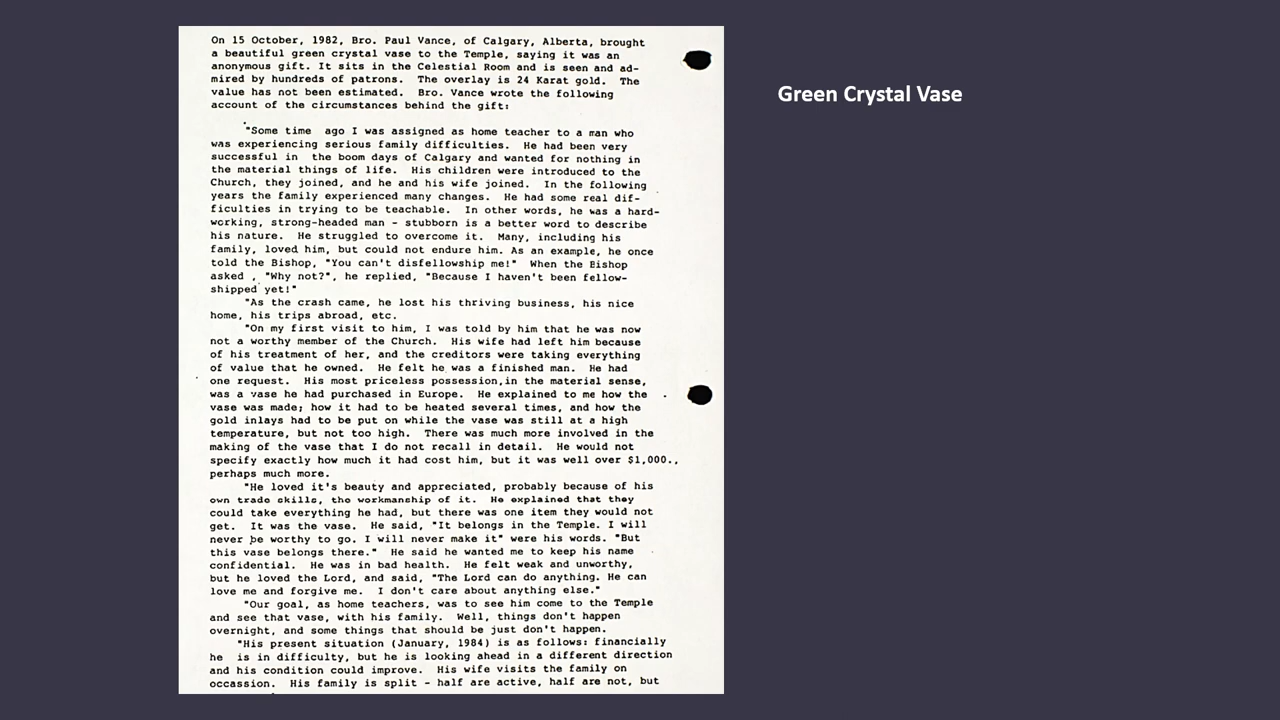 On 15 October, 1982, Bro. Paul Vance, of Calgary, Alberta, brought
a beautiful green crystal vase to the Temple, saying it was an
anonymous gift. It sits in the Celestial Room and is seen and ad-
mired by hundreds of patrons.  The overlay is 24 Karat gold.  The
value has not been estimated.  Bro. Vance wrote the following
account of the circumstances behind the gift:
"Some time  ago I was assigned as home teacher to a man who
was experiencing serious family difficulties.  He had been very
successful in  the boom days of Calgary and wanted for nothing in
the material things of life.  His children were introduced to the
Church, they joined, and he and his wife joined.  In the following
years the family experienced many changes.  He had some real dif-
ficulties in trying to be teachable.  In other words, he was a hard-
working, strong-headed man - stubborn is a better word to describe
his nature.  He struggled to overcome it.  Many, including his
family, loved him, but could not endure him. As an example, he once
told the Bishop, "You can't disfellowship me!"  When the Bishop
asked , "Why not?", he replied, "Because I haven't been fellow-
shipped yet!"
"As the crash came, he lost his thriving business, his nice
home, his trips abroad, etc.
"On my first visit to him, I was told by him that he was now
not a worthy member of the Church.  His wife had left him because
of his treatment of her, and the creditors were taking everything
of value that he owned.  He felt he was a finished man.  He had
one request.  His most priceless possession,in the material sense,
was a vase he had purchased in Europe.  He explained to me how the
vase was made; how it had to be heated several times, and how the
gold inlays had to be put on while the vase was still at a high
temperature, but not too high.  There was much more involved in the
making of the vase that I do not recall in detail.  He would not
specify exactly how much it had cost him, but it was well over $1,000.,
perhaps much more.
"He loved it's beauty and appreciated, probably because of his
own trade skills, the workmanship of it.  He explained that they
could take everything he had, but there was one item they would not
get.  It was the vase.  He said, "It belongs in the Temple. I will
never be worthy to go. I will never make it" were his words. "But
this vase belongs there."  He said he wanted me to keep his name
confidential.  He was in bad health.  He felt weak and unworthy,
but he loved the Lord, and said, "The Lord can do anything. He can
love me and forgive me.  I don't care about anything else."
"Our goal, as home teachers, was to see him come to the Temple
and see that vase, with his family.  Well, things don't happen
overnight, and some things that should be just don't happen.
"His present situation (January, 1984) is as follows: financially
he  is in difficulty, but he is looking ahead in a different direction
and his condition could improve.  His wife visits the family on
occassion.  His family is split - half are active, half are not, but
Green Crystal Vase